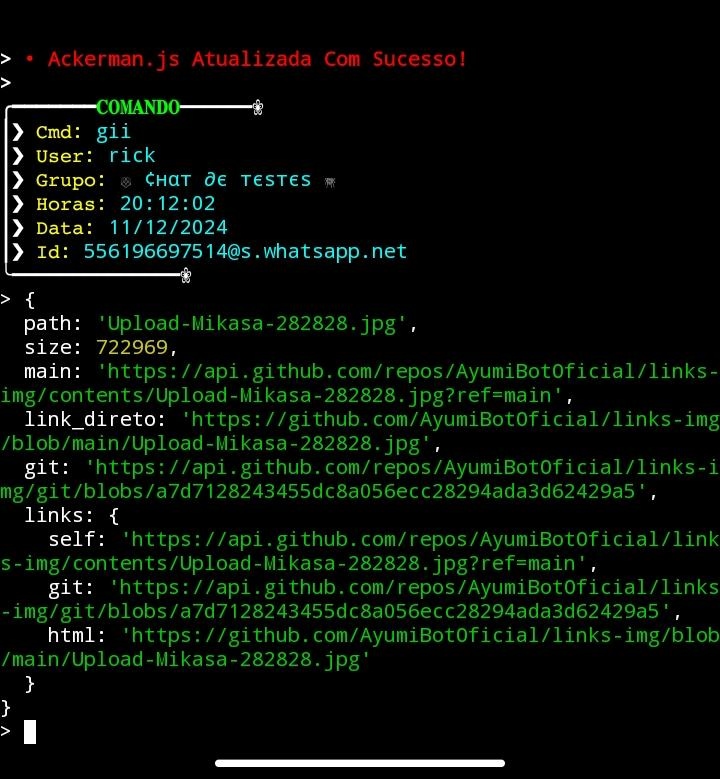 > • Ackerman.js Atualizada Com Sucesso!
>
╭━━━━━━━𝐂𝐎𝐌𝐀𝐍𝐃𝐎━━━━━━❀
┃❯ Cmd: gii
┃❯ User: rick
┃❯ Grupo: ¢нαт ∂є тєѕтєѕ
┃❯ Horas: 20:12:02
┃❯ Data: 11/12/2024
┃❯ Id: 556196697514@s.whatsapp.net
╰━━━━━━━━━━━━━━❀
> {
path: 'Upload-Mikasa-282828.jpg',
size: 722969,
main: 'https://api.github.com/repos/AyumiBotOficial/links-
img/contents/Upload-Mikasa-282828.jpg?ref=main',
link_direto: 'https://github.com/AyumiBotOficial/links-img
/blob/main/Upload-Mikasa-282828.jpg',
git: 'https://api.github.com/repos/AyumiBotOficial/links-i
mg/git/blobs/a7d7128243455dc8a056ecc28294ada3d62429a5',
links: {
self: 'https://api.github.com/repos/AyumiBotOficial/link
s-img/contents/Upload-Mikasa-282828.jpg?ref=main',
git: 'https://api.github.com/repos/AyumiBotOficial/links
-img/git/blobs/a7d7128243455dc8a056ecc28294ada3d62429a5',
html: 'https://github.com/AyumiBotOficial/links-img/blob
/main/Upload-Mikasa-282828.jpg'
}
}
>